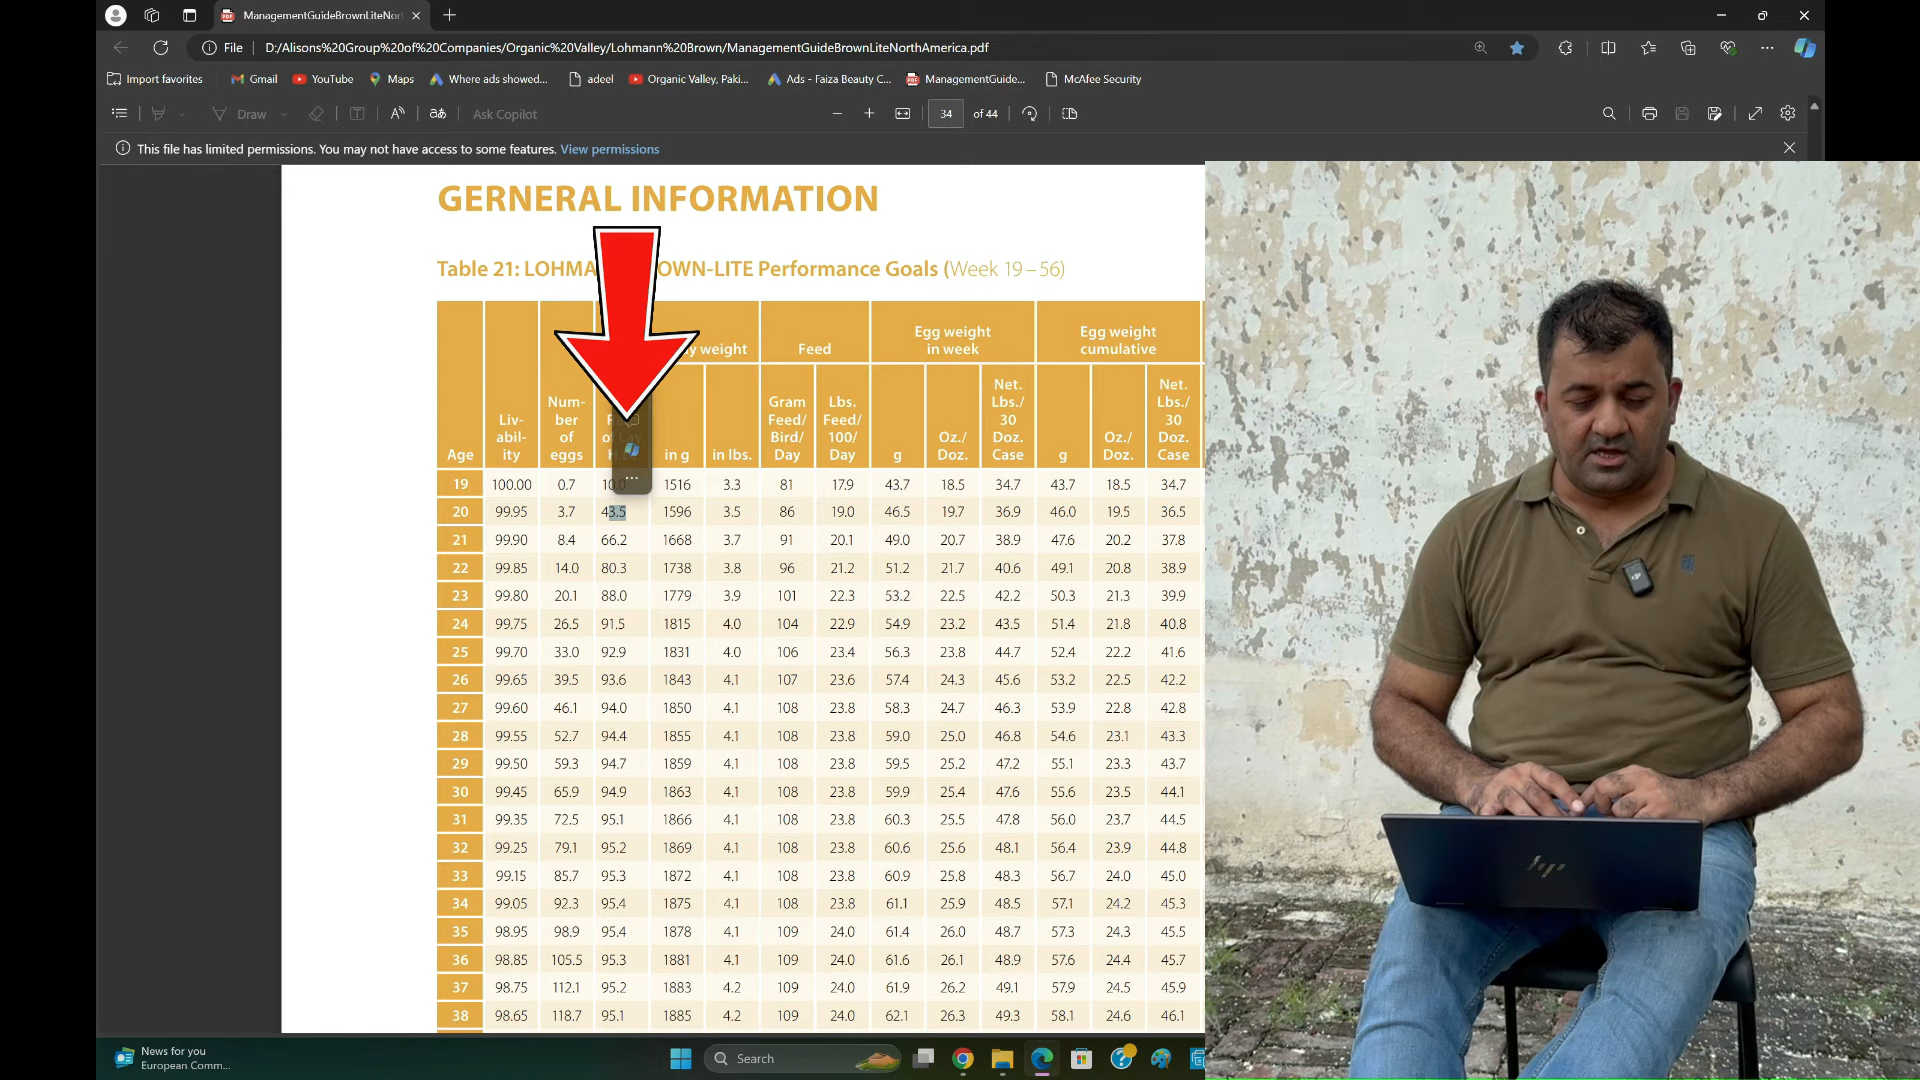 ManagementGuideBrownLiteNor
File D:/Alisons%20Group%20of%20Companies/Organic%20Valley/Lohmann%20Brown/ManagementGuideBrownLiteNorthAmerica.pdf
Import favorites Gmail YouTube Maps Where ads showed... adeel Organic Valley, Paki... Ads - Faiza Beauty C... ManagementGuide... McAfee Security
Draw Ask Copilot 34 of 44
This file has limited permissions. You may not have access to some features. View permissions
GERNERAL INFORMATION
Table 21: LOHMA OWN-LITE Performance Goals (Week 19 – 56)
y weight Feed Egg weight in week Egg weight cumulative
Age Liv-abil-ity Num-ber of eggs in g in lbs. Gram Feed/ Bird/ Day Lbs. Feed/ 100/ Day g Oz./ Doz. Net. Lbs./ 30 Doz. Case g Oz./ Doz. Net. Lbs./ 30 Doz. Case
19 100.00 0.7 10.0 1516 3.3 81 17.9 43.7 18.5 34.7 43.7 18.5 34.7
20 99.95 3.7 43.5 1596 3.5 86 19.0 46.5 19.7 36.9 46.0 19.5 36.5
21 99.90 8.4 66.2 1668 3.7 91 20.1 49.0 20.7 38.9 47.6 20.2 37.8
22 99.85 14.0 80.3 1738 3.8 96 21.2 51.2 21.7 40.6 49.1 20.8 38.9
23 99.80 20.1 88.0 1779 3.9 101 22.3 53.2 22.5 42.2 50.3 21.3 39.9
24 99.75 26.5 91.5 1815 4.0 104 22.9 54.9 23.2 43.5 51.4 21.8 40.8
25 99.70 33.0 92.9 1831 4.0 106 23.4 56.3 23.8 44.7 52.4 22.2 41.6
26 99.65 39.5 93.6 1843 4.1 107 23.6 57.4 24.3 45.6 53.2 22.5 42.2
27 99.60 46.1 94.0 1850 4.1 108 23.8 58.3 24.7 46.3 53.9 22.8 42.8
28 99.55 52.7 94.4 1855 4.1 108 23.8 59.0 25.0 46.8 54.6 23.1 43.3
29 99.50 59.3 94.7 1859 4.1 108 23.8 59.5 25.2 47.2 55.1 23.3 43.7
30 99.45 65.9 94.9 1863 4.1 108 23.8 59.9 25.4 47.6 55.6 23.5 44.1
31 99.35 72.5 95.1 1866 4.1 108 23.8 60.3 25.5 47.8 56.0 23.7 44.5
32 99.25 79.1 95.2 1869 4.1 108 23.8 60.6 25.6 48.1 56.4 23.9 44.8
33 99.15 85.7 95.3 1872 4.1 108 23.8 60.9 25.8 48.3 56.7 24.0 45.0
34 99.05 92.3 95.4 1875 4.1 108 23.8 61.1 25.9 48.5 57.1 24.2 45.3
35 98.95 98.9 95.4 1878 4.1 109 24.0 61.4 26.0 48.7 57.3 24.3 45.5
36 98.85 105.5 95.3 1881 4.1 109 24.0 61.6 26.1 48.9 57.6 24.4 45.7
37 98.75 112.1 95.2 1883 4.2 109 24.0 61.9 26.2 49.1 57.9 24.5 45.9
38 98.65 118.7 95.1 1885 4.2 109 24.0 62.1 26.3 49.3 58.1 24.6 46.1
News for you
European Comm...
Search
hp